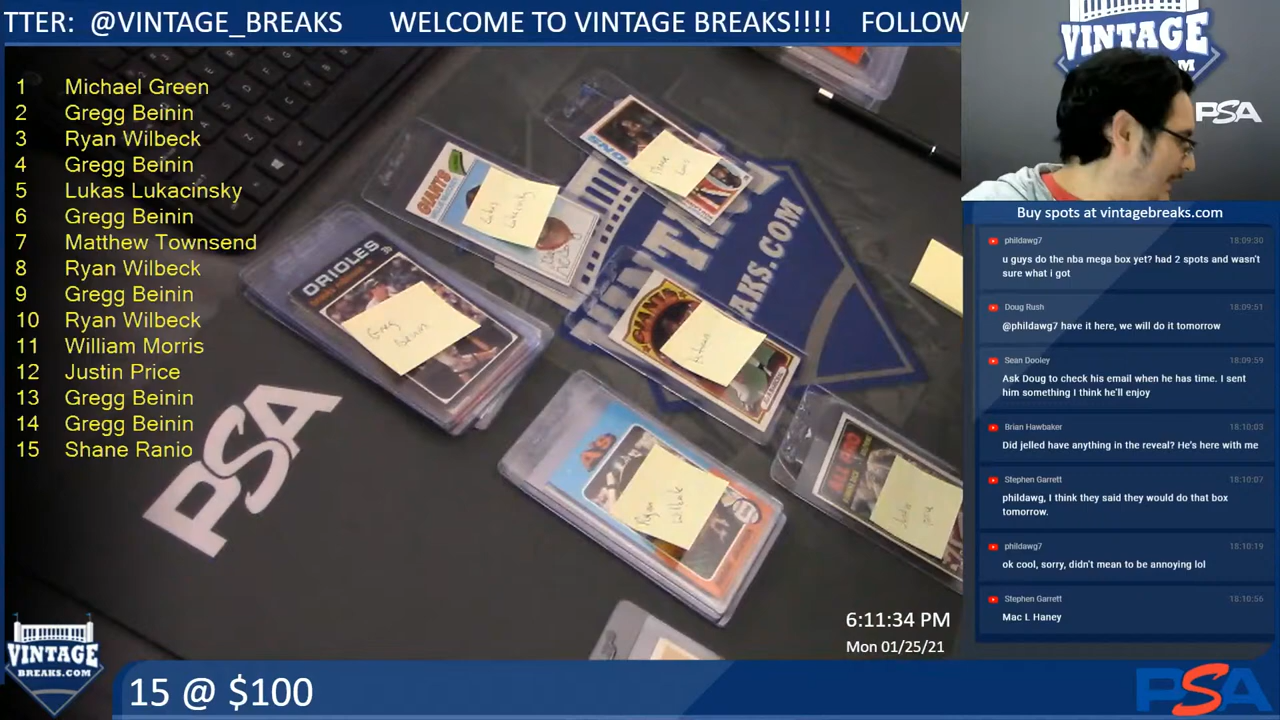 TTER: @VINTAGE_BREAKS WELCOME TO VINTAGE BREAKS!!!! FOLLOW
VINTAGE
.COM
PSA
1 Michael Green
2 Gregg Beinin
3 Ryan Wilbeck
4 Gregg Beinin
5 Lukas Lukacinsky
6 Gregg Beinin
7 Matthew Townsend
8 Ryan Wilbeck
9 Gregg Beinin
10 Ryan Wilbeck
11 William Morris
12 Justin Price
13 Gregg Beinin
14 Gregg Beinin
15 Shane Ranio
GIANTS
ORIOLES
GIANTS
A's
PSA
AKS.COM
Buy spots at vintagebreaks.com
phildawg7 18:09:30
u guys do the nba mega box yet? had 2 spots and wasn't
sure what i got
Doug Rush 18:09:51
@phildawg7 have it here, we will do it tomorrow
Sean Dooley 18:09:59
Ask Doug to check his email when he has time. I sent
him something I think he'll enjoy
Brian Hawbaker 18:10:03
Did jelled have anything in the reveal? He's here with me
Stephen Garrett 18:10:07
phildawg, I think they said they would do that box
tomorrow.
phildawg7 18:10:19
ok cool, sorry, didn't mean to be annoying lol
Stephen Garrett 18:10:56
Mac L Haney
6:11:34 PM
Mon 01/25/21
VINTAGE
BREAKS.COM
15 @ $100
PSA